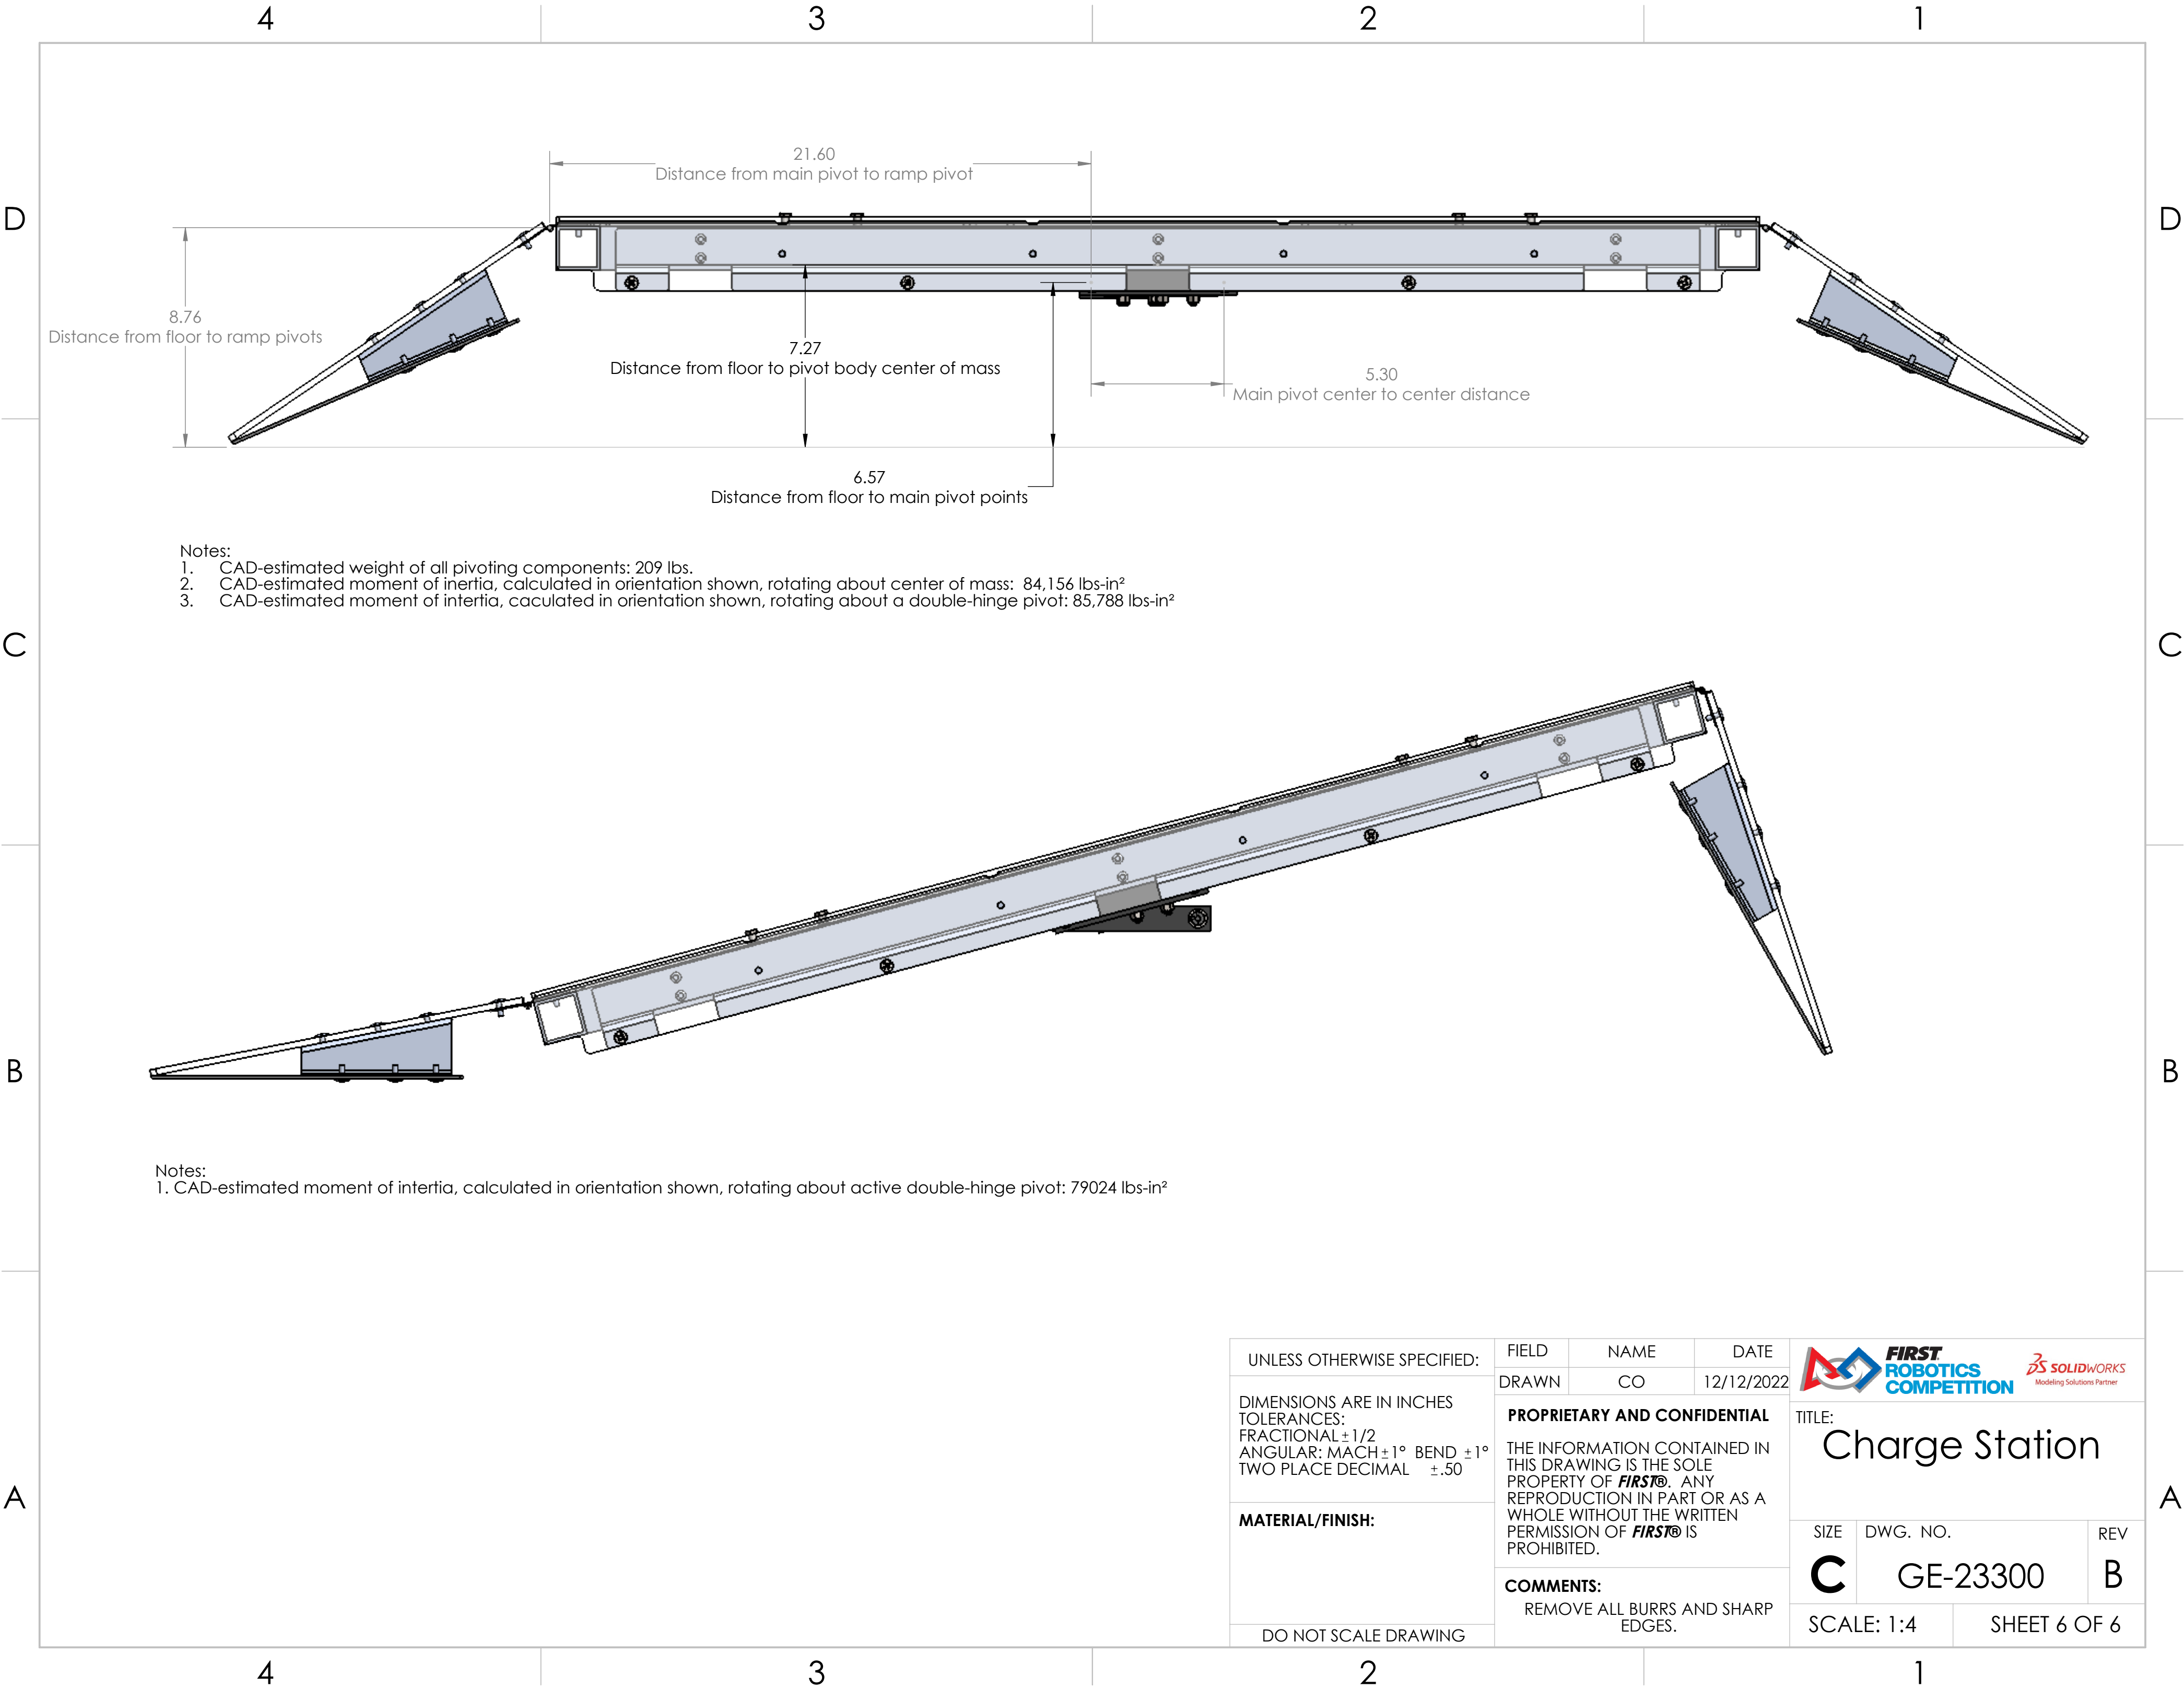 4 3 2 1
D D
21.60
Distance from main pivot to ramp pivot
8.76
Distance from floor to ramp pivots
7.27
Distance from floor to pivot body center of mass
5.30
Main pivot center to center distance
6.57
Distance from floor to main pivot points
Notes:
1. CAD-estimated weight of all pivoting components: 209 lbs.
2. CAD-estimated moment of inertia, calculated in orientation shown, rotating about center of mass: 84,156 lbs-in²
3. CAD-estimated moment of intertia, caculated in orientation shown, rotating about a double-hinge pivot: 85,788 lbs-in²
C C
B B
Notes:
1. CAD-estimated moment of intertia, calculated in orientation shown, rotating about active double-hinge pivot: 79024 lbs-in²
A A
UNLESS OTHERWISE SPECIFIED:
DIMENSIONS ARE IN INCHES
TOLERANCES:
FRACTIONAL ± 1/2
ANGULAR: MACH ± 1° BEND ± 1°
TWO PLACE DECIMAL ± .50
MATERIAL/FINISH:
DO NOT SCALE DRAWING
FIELD NAME DATE
DRAWN CO 12/12/2022
PROPRIETARY AND CONFIDENTIAL
THE INFORMATION CONTAINED IN
THIS DRAWING IS THE SOLE
PROPERTY OF FIRST®. ANY
REPRODUCTION IN PART OR AS A
WHOLE WITHOUT THE WRITTEN
PERMISSION OF FIRST® IS
PROHIBITED.
COMMENTS:
REMOVE ALL BURRS AND SHARP
EDGES.
FIRST
ROBOTICS
COMPETITION
SOLIDWORKS
Modeling Solutions Partner
TITLE:
Charge Station
SIZE DWG. NO. REV
C GE-23300 B
SCALE: 1:4 SHEET 6 OF 6
4 3 2 1